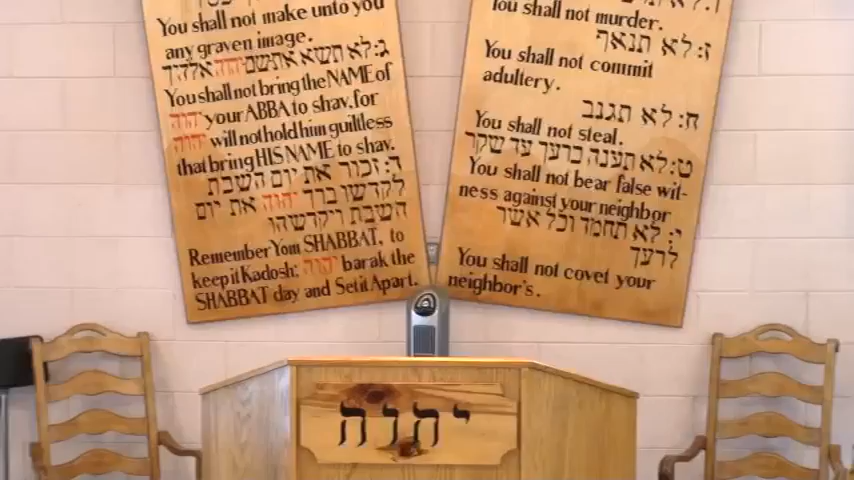 You shall not make unto you
any graven image.
ג׃לא תשא את־שם־יהוה אלהיך
You shall not bring the NAME of
יהוה your ABBA to shav, for
יהוה will not hold him guiltless
that bring HIS NAME to shav.
ד׃זכור את יום השבת
לקדשו ברך יהוה את יום
השבת ויקדשהו
Remember Your SHABBAT, to
keep it Kadosh; יהוה barak the
SHABBAT day and Set it Apart.
You shall not murder.
ז׃לא תנאף
You shall not commit
adultery.
ח׃ לא תגנב
You shall not steal.
ט׃לא־תענה ברעך עד שקר
You shall not bear false wit-
ness against your neighbor
י׃ לא תחמד וכל אשר
לרעך
You shall not covet your
neighbor's.
יהוה